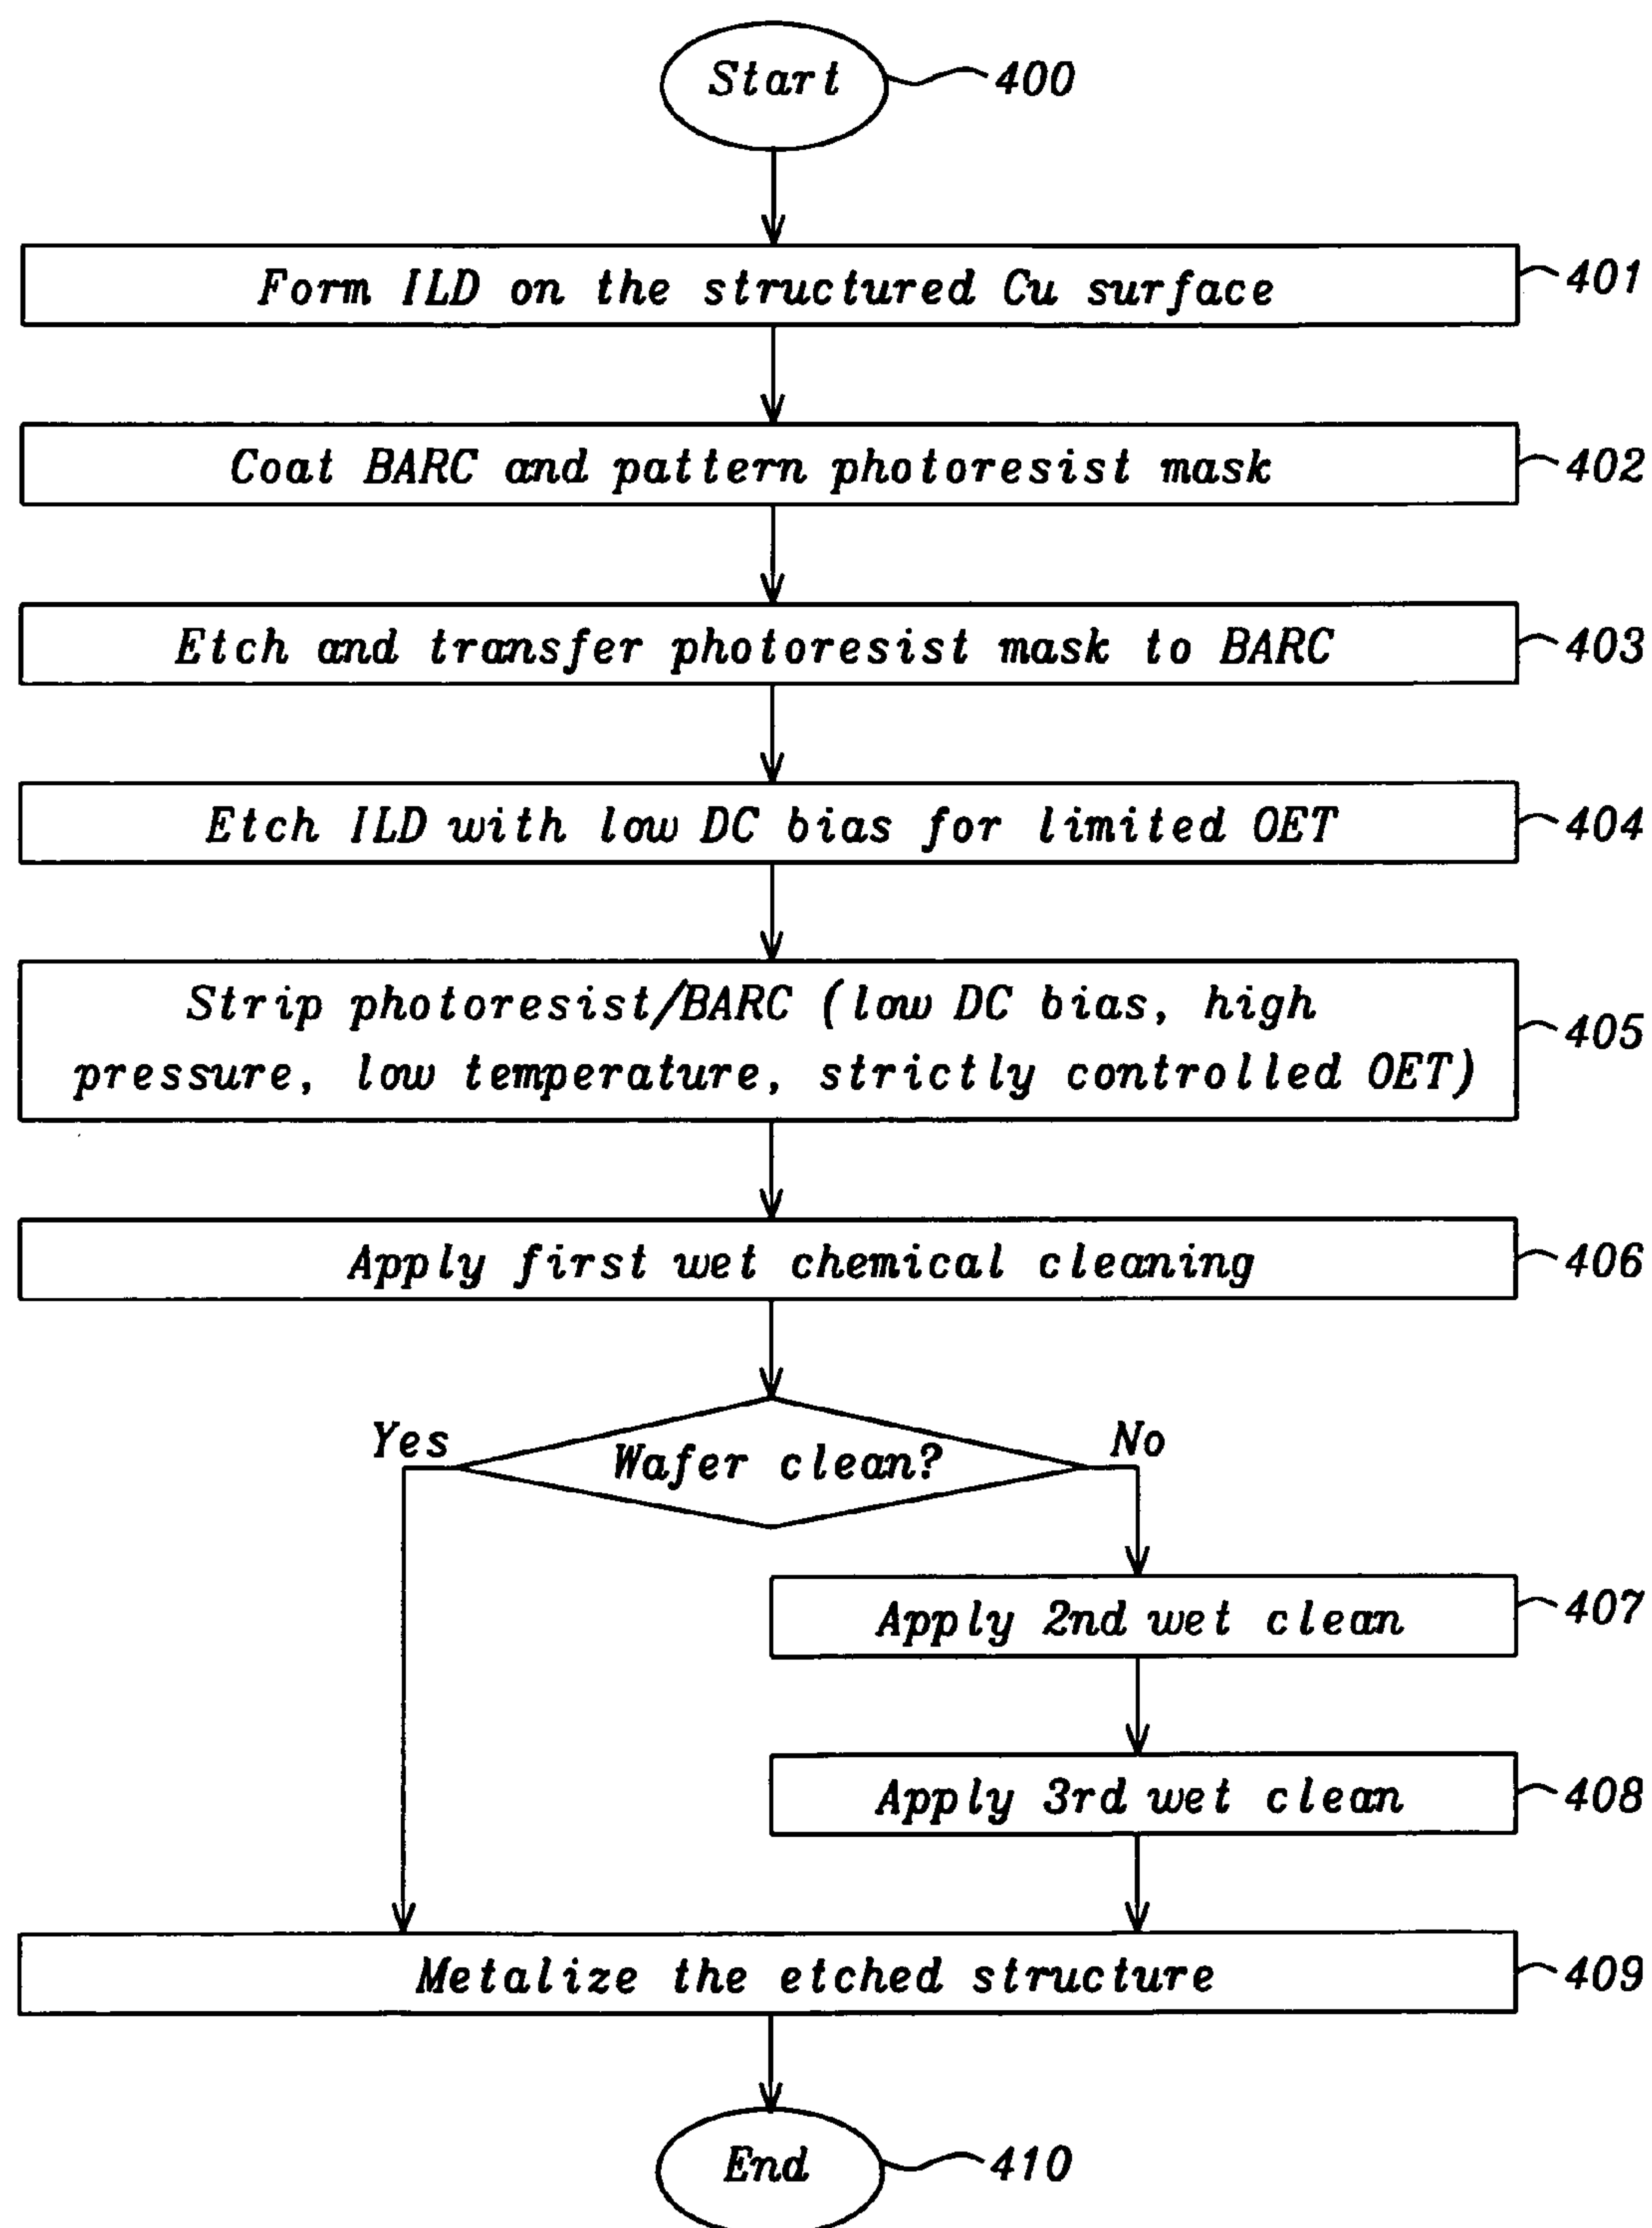 Start
400
Form ILD on the structured Cu surface
401
Coat BARC and pattern photoresist mask
402
Etch and transfer photoresist mask to BARC
403
Etch ILD with low DC bias for limited OET
404
Strip photoresist/BARC (low DC bias, high
pressure, low temperature, strictly controlled OET)
405
Apply first wet chemical cleaning
406
Yes
Wafer clean?
No
Apply 2nd wet clean
407
Apply 3rd wet clean
408
Metalize the etched structure
409
End
410